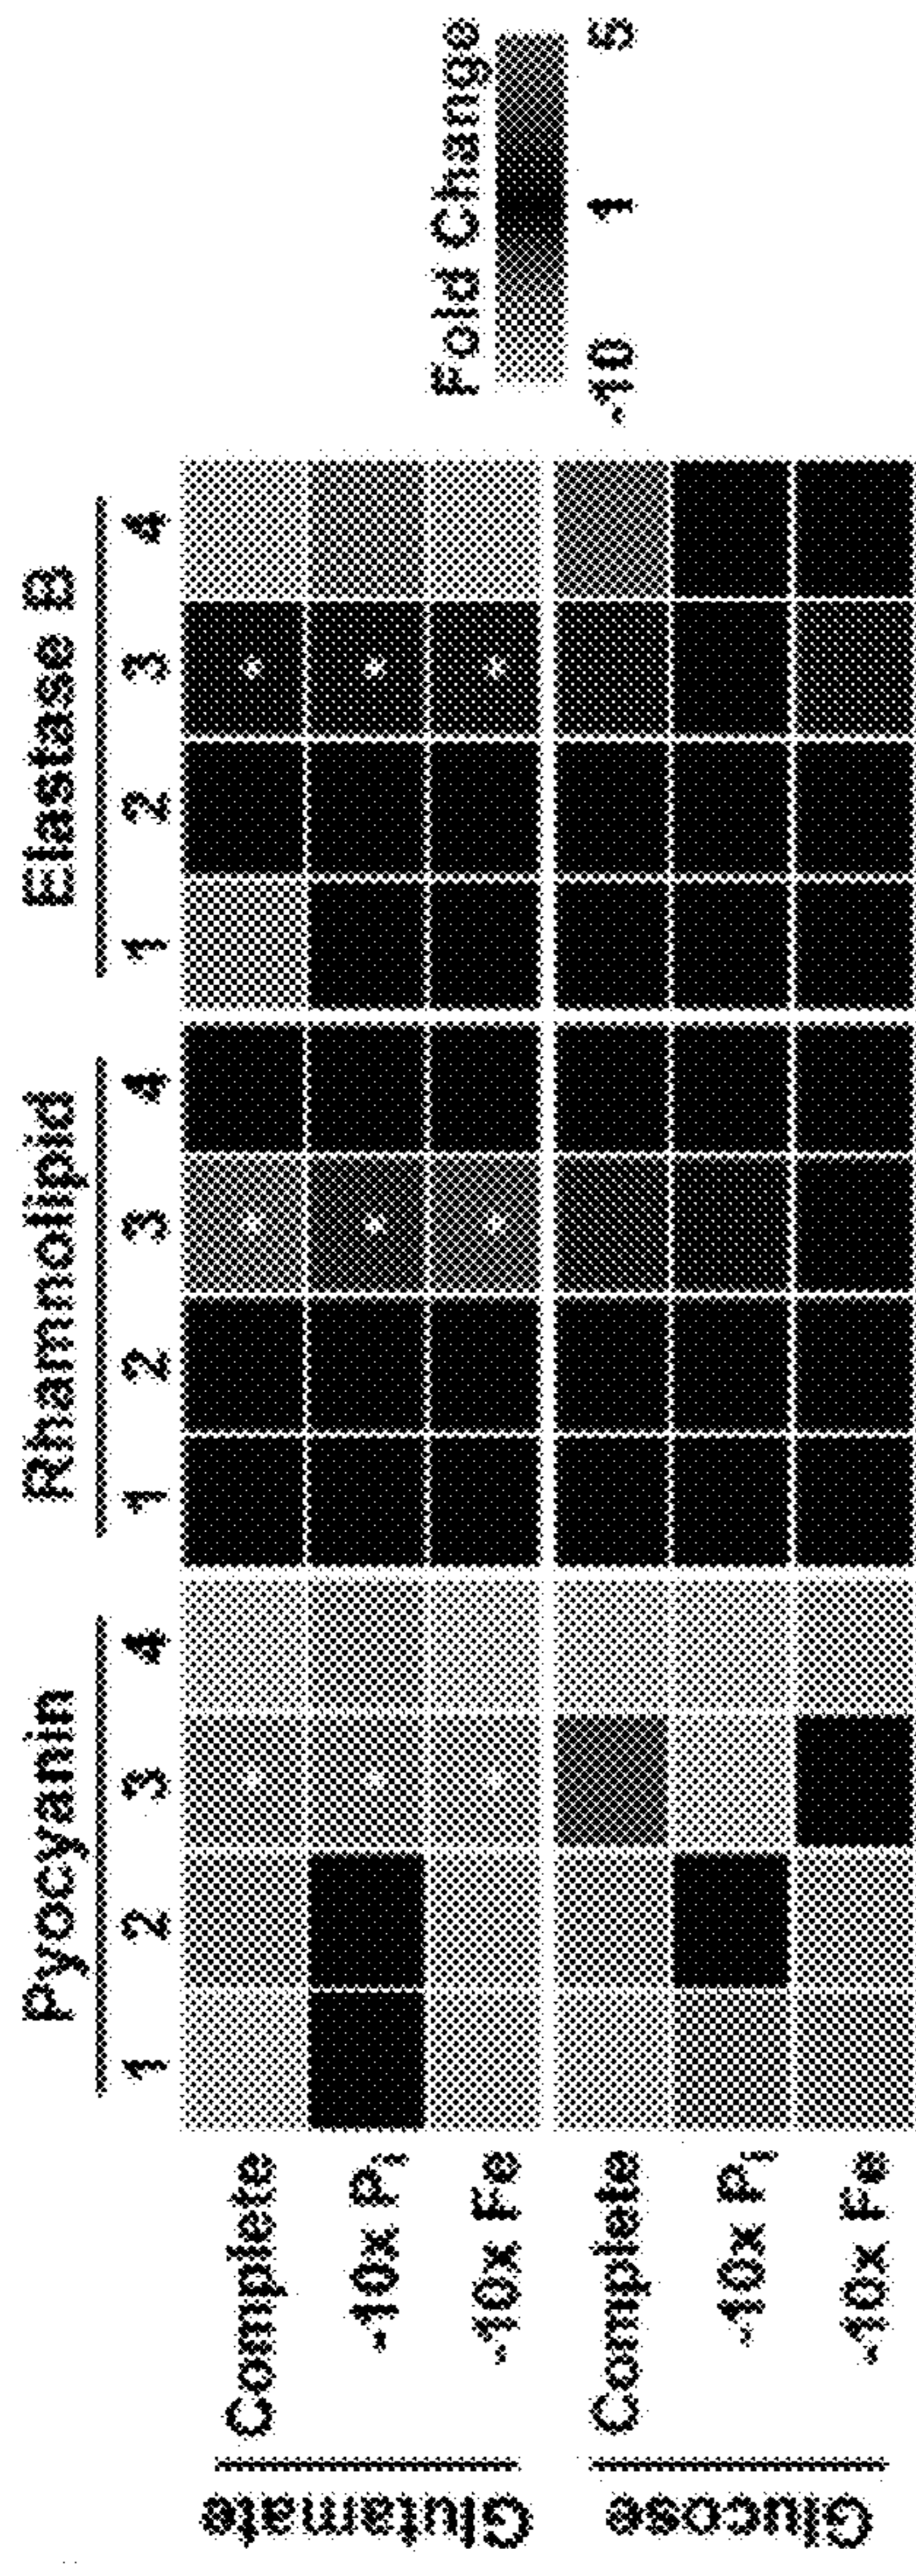 Pyocyanin Rhamnolipid Elastase B
1 2 3 4 1 2 3 4 1 2 3 4
Glutamate
Complete
-10x Pi
-10x Fe
* * * * * * * * *
Glucose
Complete
-10x Pi
-10x Fe
Fold Change
-10 1 5